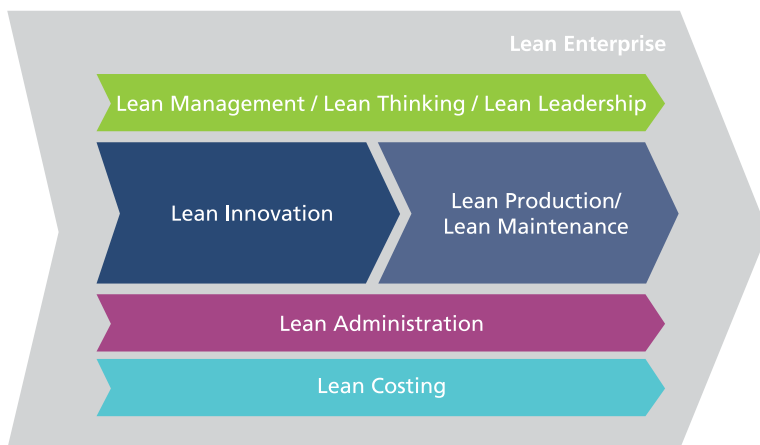 Lean Enterprise
Lean Management / Lean Thinking / Lean Leadership
Lean Innovation
Lean Production/
Lean Maintenance
Lean Administration
Lean Costing